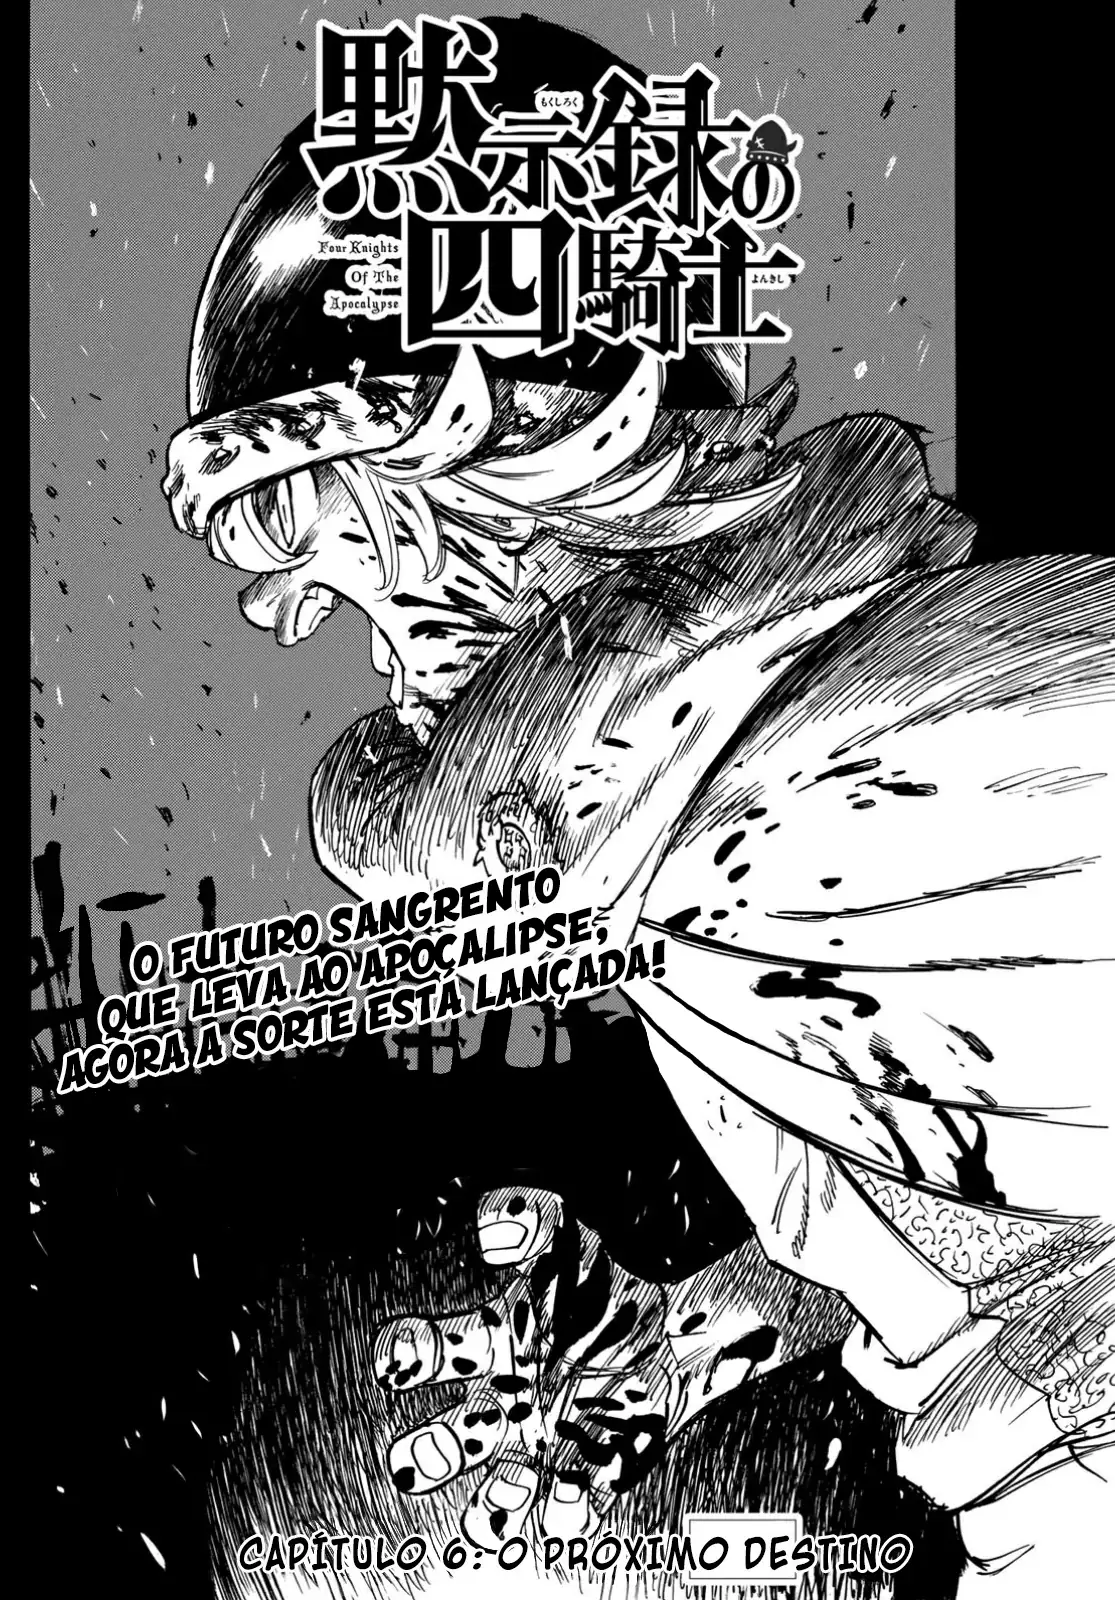 黙示録の
もくしろく
四騎士
よんきし
Four Knights
Of The
Apocalypse
O FUTURO SANGRENTO
QUE LEVA AO APOÇALIPSE,
AGORA A SORTE ESTÁ LANÇADA!
CAPÍTULO 6: O PRÓXIMO DESTINO